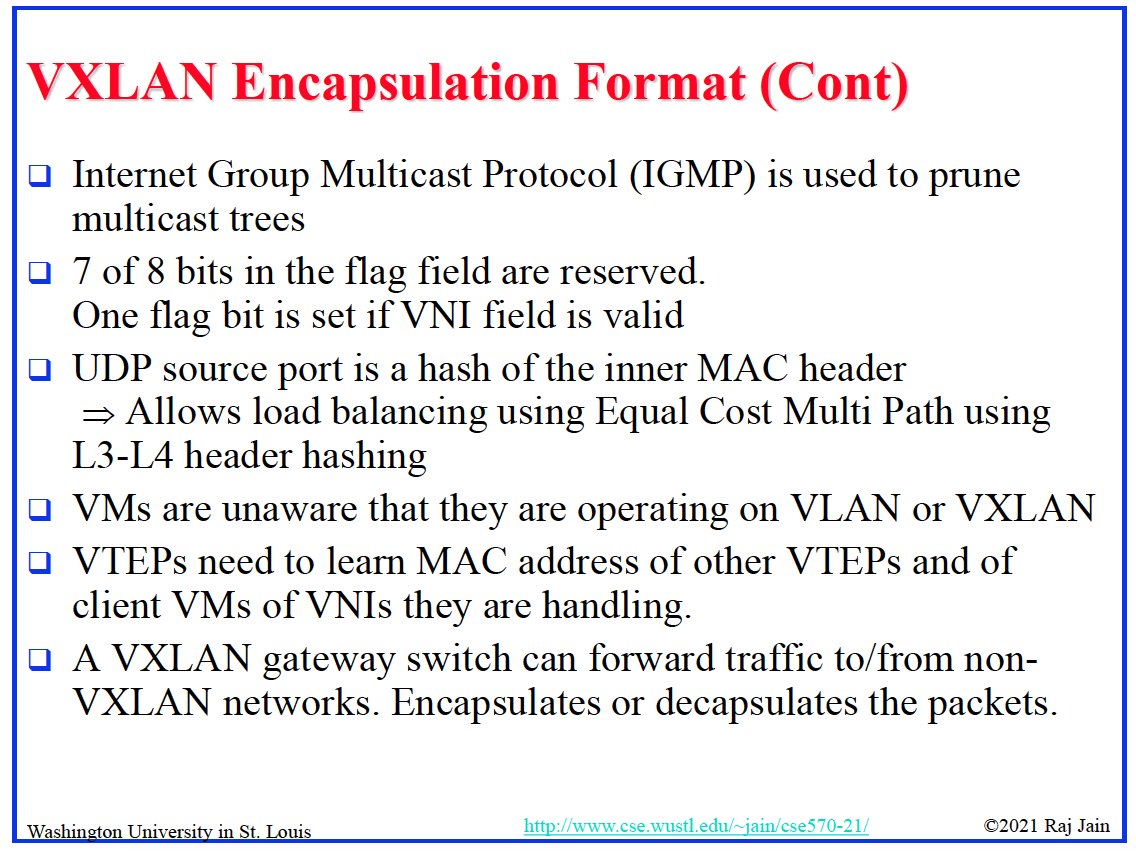 VXLAN Encapsulation Format (Cont)
❑ Internet Group Multicast Protocol (IGMP) is used to prune
multicast trees
❑ 7 of 8 bits in the flag field are reserved.
One flag bit is set if VNI field is valid
❑ UDP source port is a hash of the inner MAC header
⇒ Allows load balancing using Equal Cost Multi Path using
L3-L4 header hashing
❑ VMs are unaware that they are operating on VLAN or VXLAN
❑ VTEPs need to learn MAC address of other VTEPs and of
client VMs of VNIs they are handling.
❑ A VXLAN gateway switch can forward traffic to/from non-
VXLAN networks. Encapsulates or decapsulates the packets.
Washington University in St. Louis
http://www.cse.wustl.edu/~jain/cse570-21/
©2021 Raj Jain